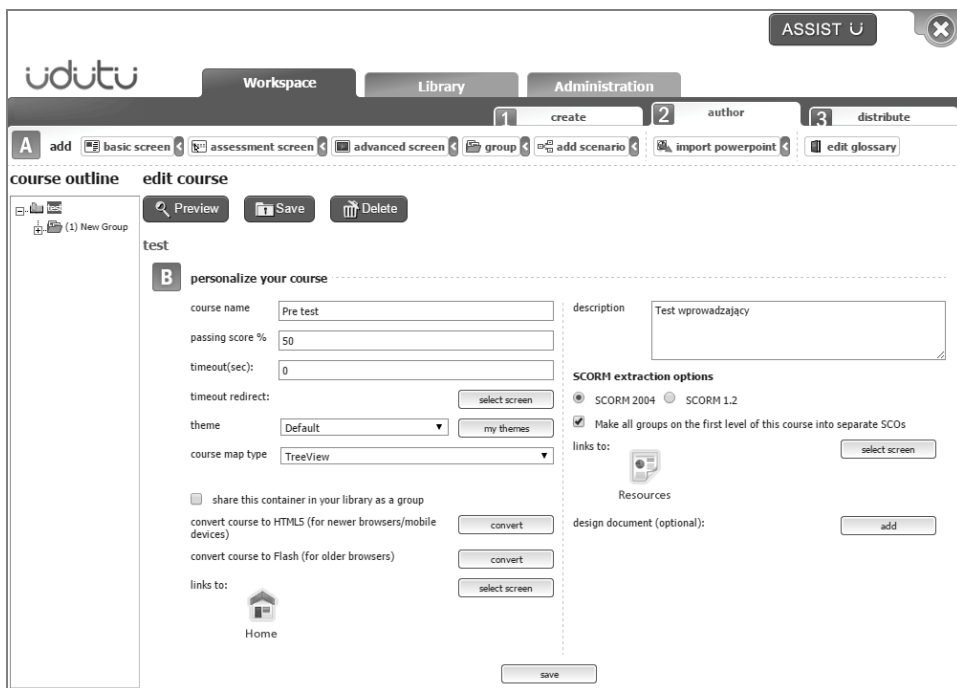 ASSIST U
udutu
Workspace Library Administration
1 create 2 author 3 distribute
A add basic screen assessment screen advanced screen group add scenario import powerpoint edit glossary
course outline edit course
Preview Save Delete
test
(1) New Group
test
B personalize your course
course name Pre test
passing score % 50
timeout(sec): 0
timeout redirect: select screen
theme Default my themes
course map type TreeView
share this container in your library as a group
convert course to HTML5 (for newer browsers/mobile
devices) convert
convert course to Flash (for older browsers) convert
links to: select screen
Home
description Test wprowadzający
SCORM extraction options
SCORM 2004 SCORM 1.2
Make all groups on the first level of this course into separate SCOs
links to: select screen
Resources
design document (optional): add
save